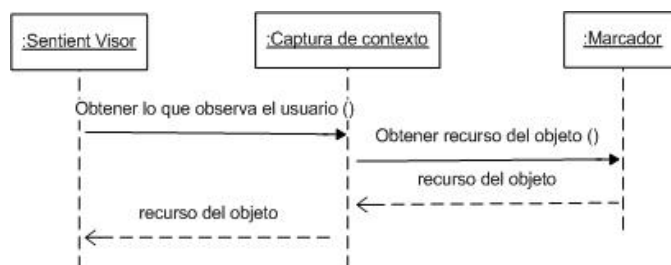 :Sentient Visor
:Captura de contexto
:Marcador
Obtener lo que observa el usuario ()
Obtener recurso del objeto ()
recurso del objeto
recurso del objeto